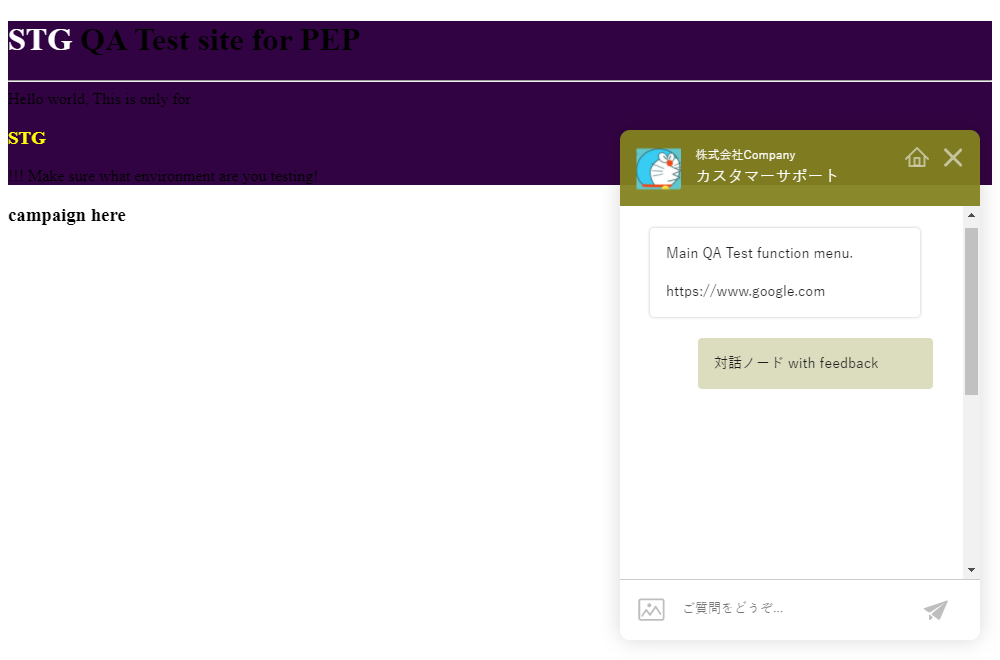 STG QA Test site for PEP
Hello world, This is only for
STG
!!! Make sure what environment are you testing!
campaign here
株式会社Company
カスタマーサポート
Main QA Test function menu.
https://www.google.com
対話ノード with feedback
ご質問をどうぞ...